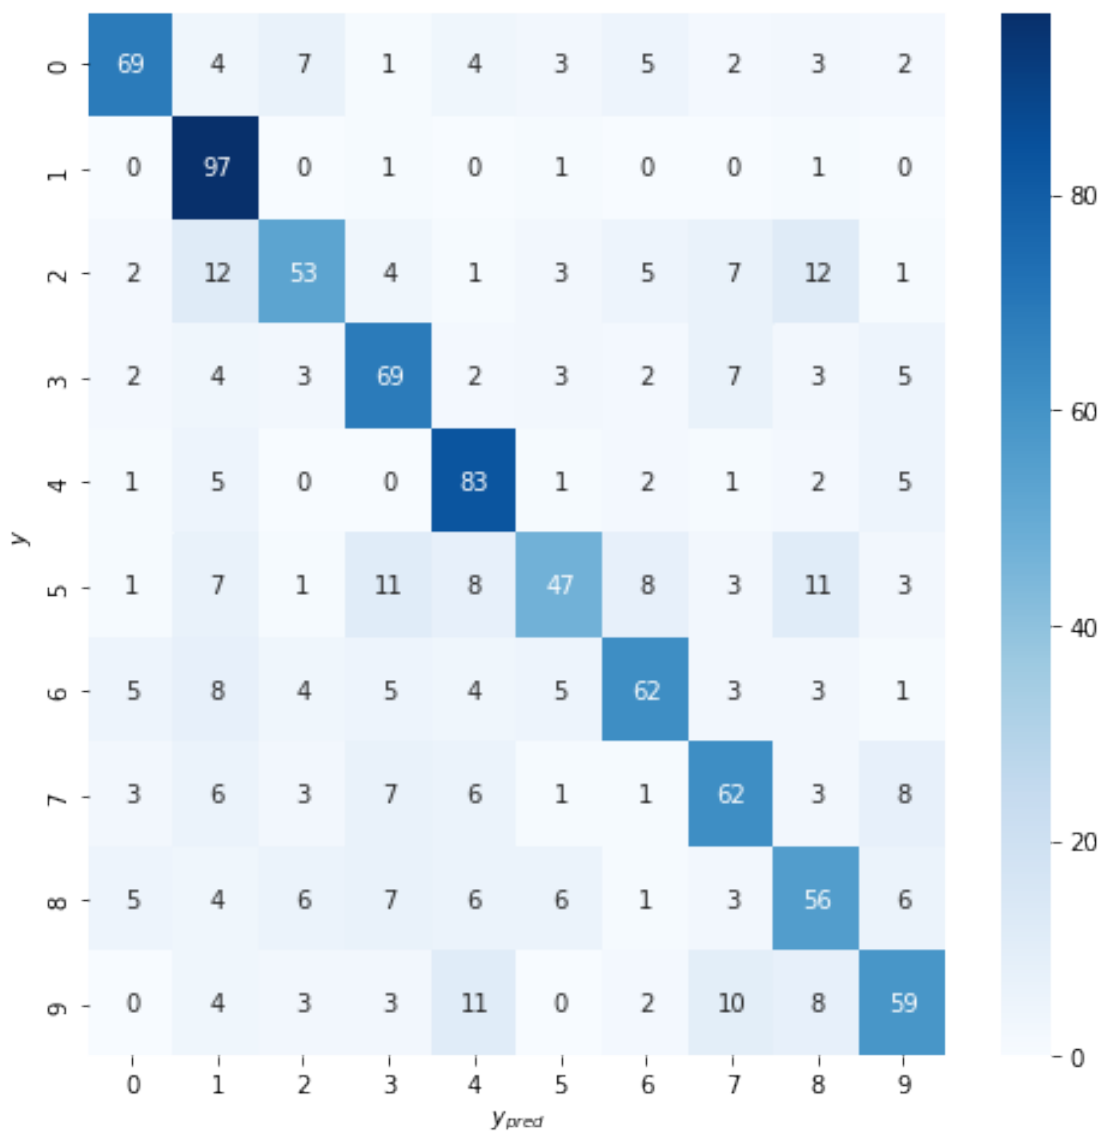 0 69 4 7 1 4 3 5 2 3 2
1 0 97 0 1 0 1 0 0 1 0
80
2 2 12 53 4 1 3 5 7 12 1
3 2 4 3 69 2 3 2 7 3 5
60
4 1 5 0 0 83 1 2 1 2 5
y
5 1 7 1 11 8 47 8 3 11 3
40
6 5 8 4 5 4 5 62 3 3 1
7 3 6 3 7 6 1 1 62 3 8
20
8 5 4 6 7 6 6 1 3 56 6
9 0 4 3 3 11 0 2 10 8 59
0
0 1 2 3 4 5 6 7 8 9
y_pred